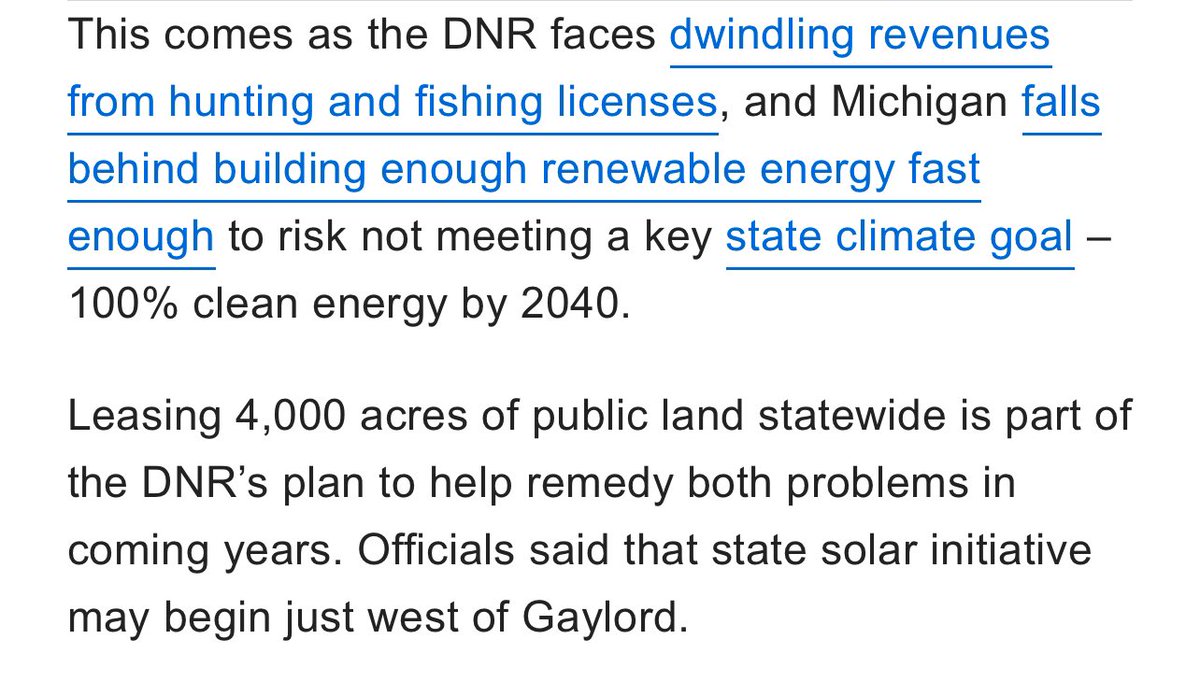 This comes as the DNR faces dwindling revenues
from hunting and fishing licenses, and Michigan falls
behind building enough renewable energy fast
enough to risk not meeting a key state climate goal –
100% clean energy by 2040.
Leasing 4,000 acres of public land statewide is part of
the DNR’s plan to help remedy both problems in
coming years. Officials said that state solar initiative
may begin just west of Gaylord.